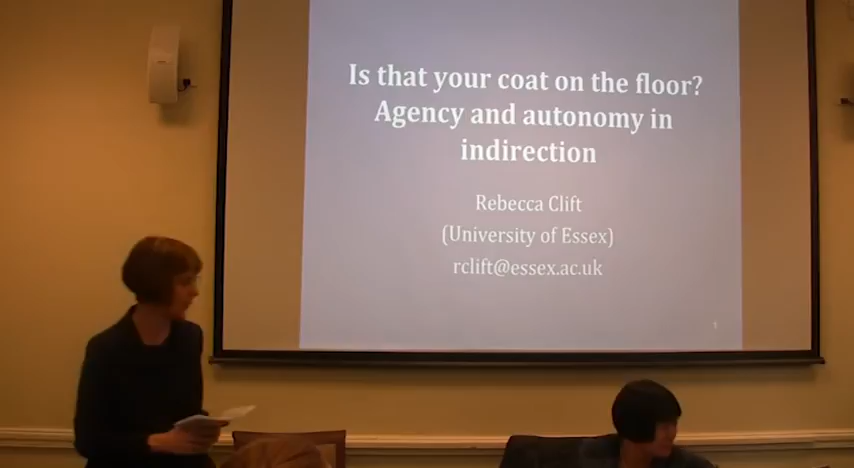 Is that your coat on the floor?
Agency and autonomy in
indirection
Rebecca Clift
(University of Essex)
rclift@essex.ac.uk
1